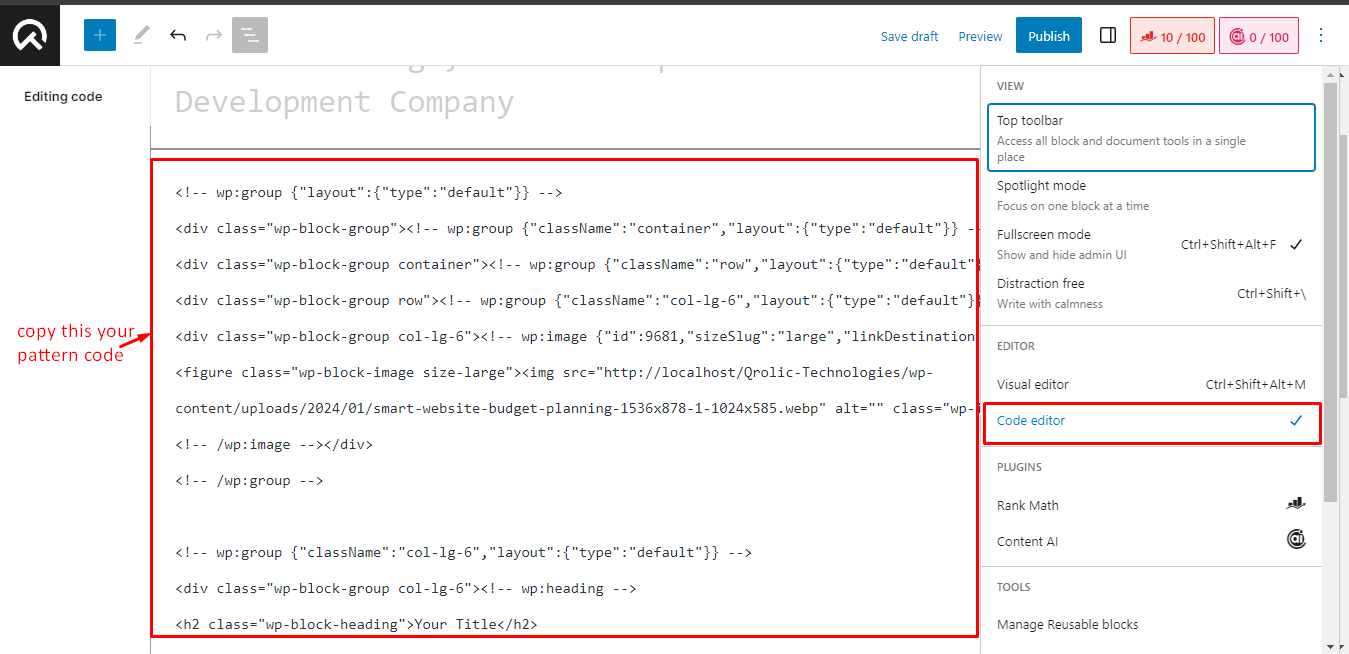 Save draft
Preview
Publish
10 / 100
0 / 100
Editing code
Development Company
<!-- wp:group {"layout":{"type":"default"}} -->
<div class="wp-block-group"><!-- wp:group {"className":"container","layout":{"type":"default"}} -
<div class="wp-block-group container"><!-- wp:group {"className":"row","layout":{"type":"default"
<div class="wp-block-group row"><!-- wp:group {"className":"col-lg-6","layout":{"type":"default"}
<div class="wp-block-group col-lg-6"><!-- wp:image {"id":9681,"sizeSlug":"large","linkDestination
<figure class="wp-block-image size-large"><img src="http://localhost/Qrolic-Technologies/wp-
content/uploads/2024/01/smart-website-budget-planning-1536x878-1-1024x585.webp" alt="" class="wp-
<!-- /wp:image --></div>
<!-- /wp:group -->
<!-- wp:group {"className":"col-lg-6","layout":{"type":"default"}} -->
<div class="wp-block-group col-lg-6"><!-- wp:heading -->
<h2 class="wp-block-heading">Your Title</h2>
copy this your
pattern code
VIEW
Top toolbar
Access all block and document tools in a single
place
Spotlight mode
Focus on one block at a time
Fullscreen mode
Show and hide admin UI
Ctrl+Shift+Alt+F
Distraction free
Write with calmness
Ctrl+Shift+\
EDITOR
Visual editor
Ctrl+Shift+Alt+M
Code editor
PLUGINS
Rank Math
Content AI
TOOLS
Manage Reusable blocks